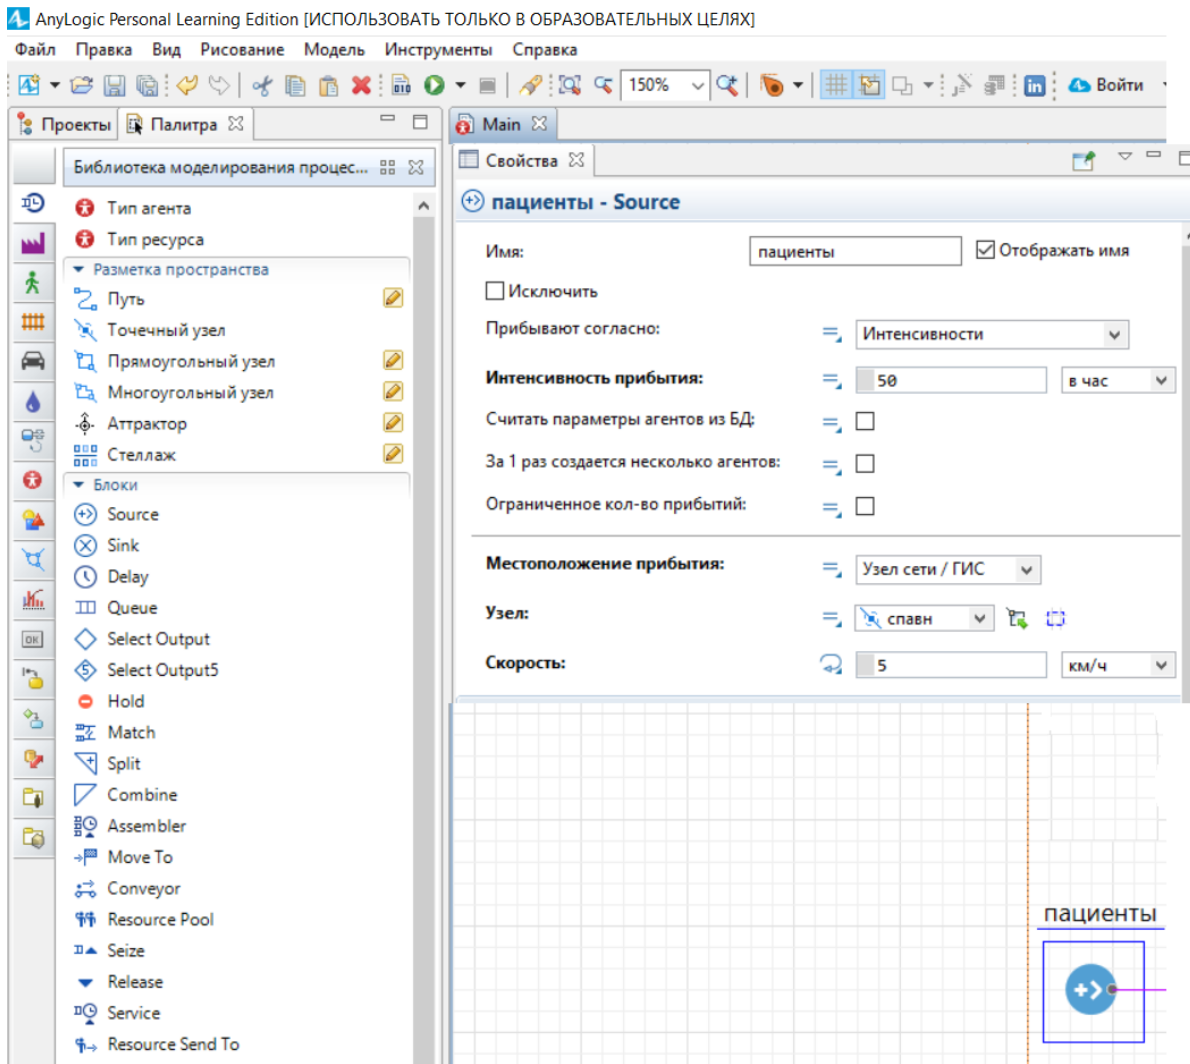 AnyLogic Personal Learning Edition [ИСПОЛЬЗОВАТЬ ТОЛЬКО В ОБРАЗОВАТЕЛЬНЫХ ЦЕЛЯХ]
Файл Правка Вид Рисование Модель Инструменты Справка
150% Войти
Проекты Палитра
Библиотека моделирования процес...
Тип агента
Тип ресурса
Разметка пространства
Путь
Точечный узел
Прямоугольный узел
Многоугольный узел
Аттрактор
Стеллаж
Блоки
Source
Sink
Delay
Queue
Select Output
Select Output5
Hold
Match
Split
Combine
Assembler
Move To
Conveyor
Resource Pool
Seize
Release
Service
Resource Send To
OK
Main
Свойства
пациенты - Source
Имя: пациенты Отображать имя
Исключить
Прибывают согласно: Интенсивности
Интенсивность прибытия: 50 в час
Считать параметры агентов из БД:
За 1 раз создается несколько агентов:
Ограниченное кол-во прибытий:
Местоположение прибытия: Узел сети / ГИС
Узел: спавн
Скорость: 5 км/ч
пациенты